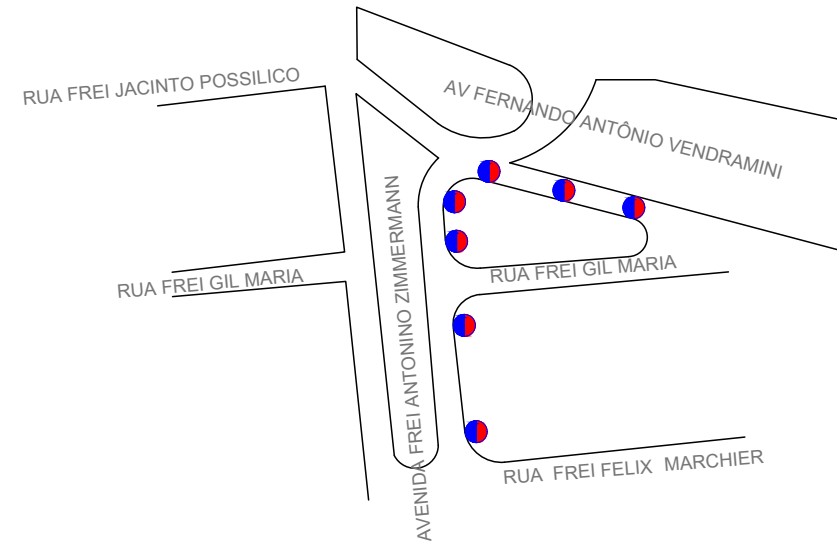 RUA FREI JACINTO POSSILICO
AV FERNANDO ANTÔNIO VENDRAMINI
AVENIDA FREI ANTONINO ZIMMERMANN
RUA FREI GIL MARIA
RUA FREI GIL MARIA
RUA FREI FELIX MARCHIER